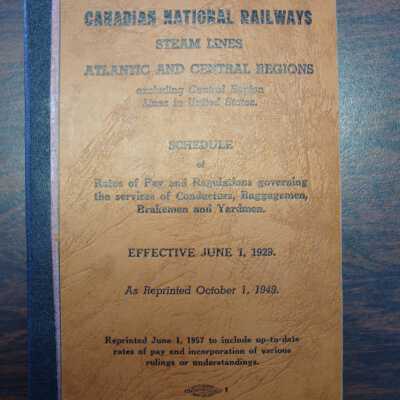 CANADIAN NATIONAL RAILWAYS
STEAM LINES
ATLANTIC AND CENTRAL REGIONS
excluding Central Region
Lines in United States.
SCHEDULE
of
Rates of Pay and Regulations governing
the services of Conductors, Baggagemen,
Brakemen and Yardmen.
EFFECTIVE JUNE 1, 1929.
As Reprinted October 1, 1949.
Reprinted June 1, 1957 to include up-to-date
rates of pay and incorporation of various
rulings or understandings.